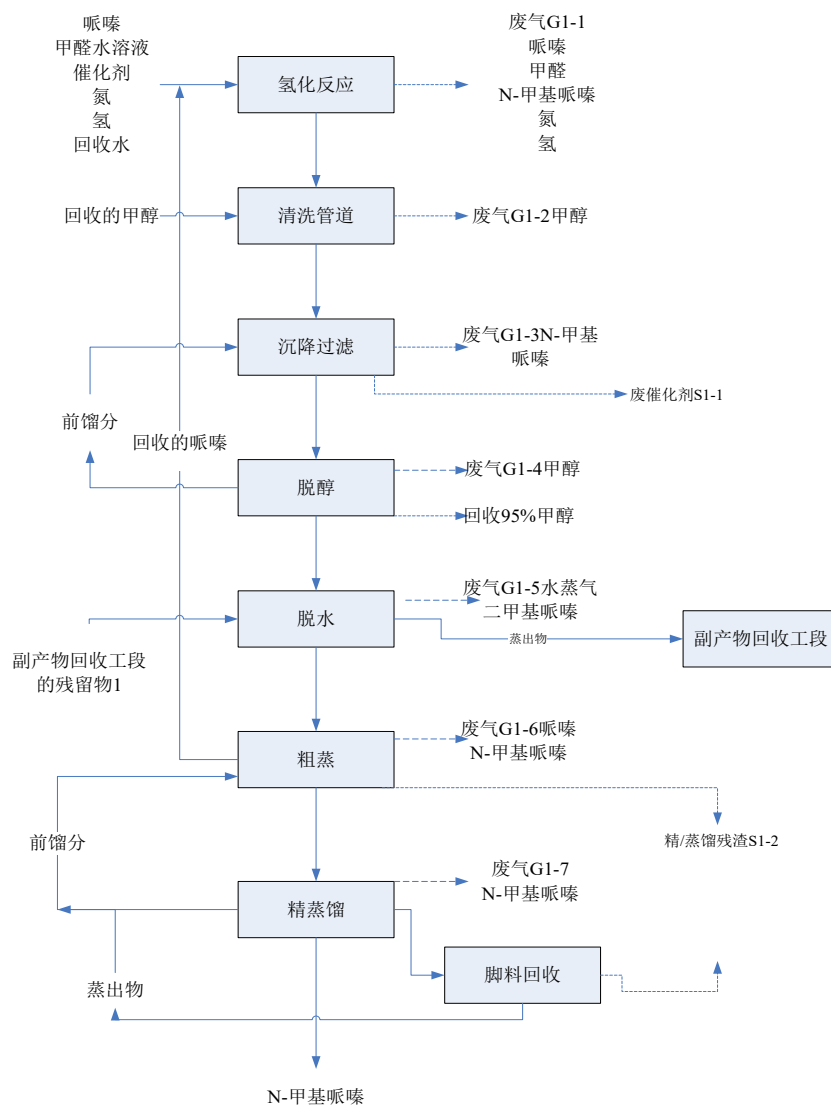 哌嗪
甲醛水溶液
催化剂
氮
氢
回收水
氢化反应
废气G1-1
哌嗪
甲醛
N-甲基哌嗪
氮
氢
回收的甲醇
清洗管道
废气G1-2甲醇
沉降过滤
废气G1-3N-甲基
哌嗪
废催化剂S1-1
前馏分
回收的哌嗪
脱醇
废气G1-4甲醇
回收95%甲醇
脱水
废气G1-5水蒸气
二甲基哌嗪
蒸出物
副产物回收工段
副产物回收工段
的残留物1
粗蒸
废气G1-6哌嗪
N-甲基哌嗪
前馏分
精/蒸馏残渣S1-2
精蒸馏
废气G1-7
N-甲基哌嗪
脚料回收
蒸出物
N-甲基哌嗪